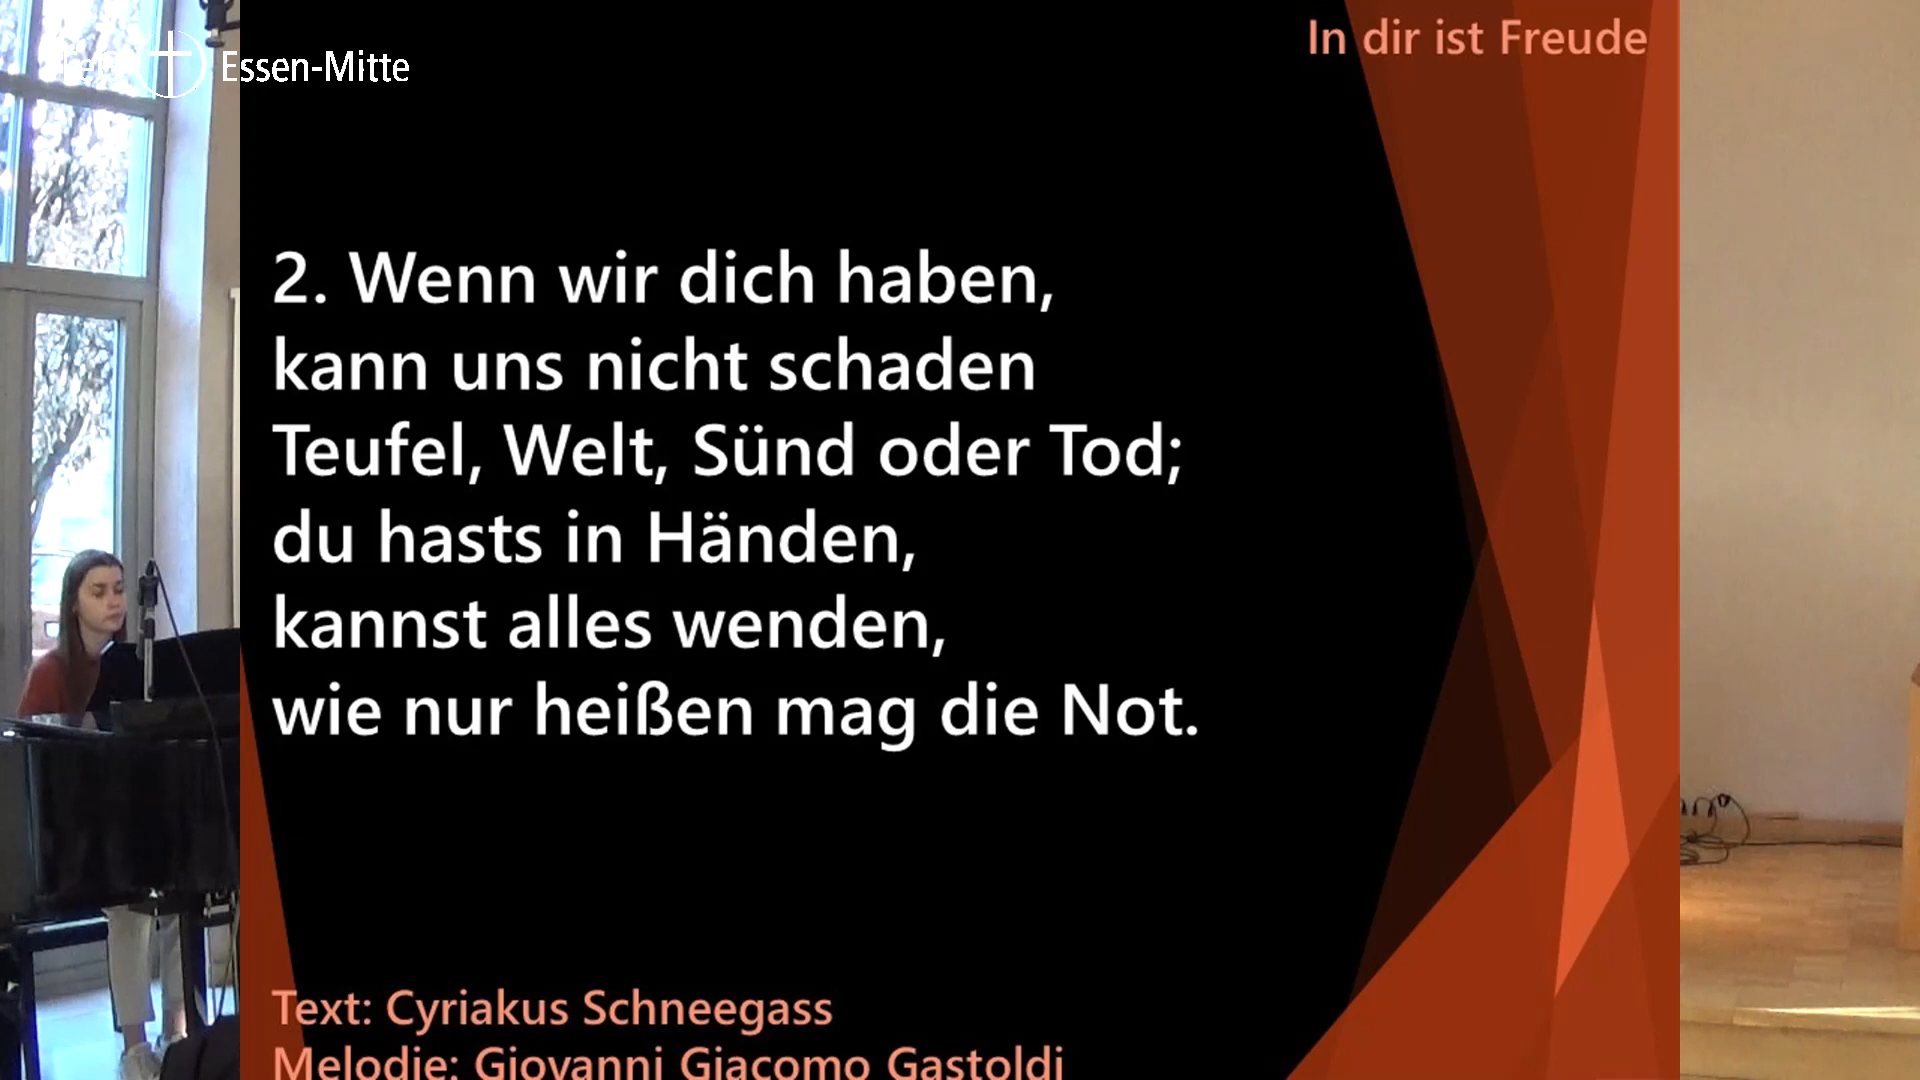 In dir ist Freude
Essen-Mitte
2. Wenn wir dich haben,
kann uns nicht schaden
Teufel, Welt, Sünd oder Tod;
du hasts in Händen,
kannst alles wenden,
wie nur heißen mag die Not.
Text: Cyriakus Schneegass
Melodie: Giovanni Giacomo Gastoldi